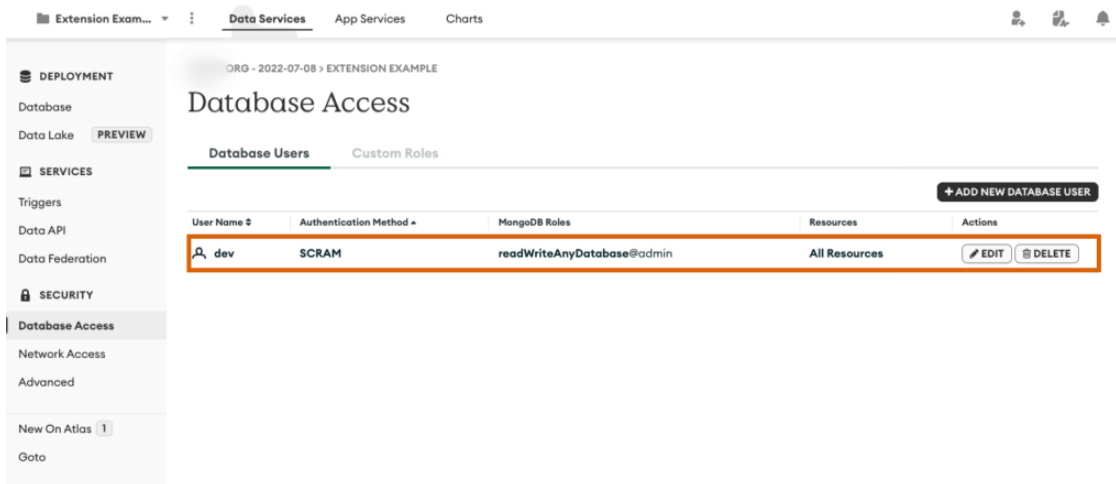 Extension Exam...
Data Services App Services Charts
DEPLOYMENT
Database
Data Lake PREVIEW
SERVICES
Triggers
Data API
Data Federation
SECURITY
Database Access
Network Access
Advanced
New On Atlas 1
Goto
ORG - 2022-07-08 > EXTENSION EXAMPLE
Database Access
Database Users Custom Roles
+ ADD NEW DATABASE USER
User Name Authentication Method MongoDB Roles Resources Actions
dev SCRAM readWriteAnyDatabase@admin All Resources EDIT DELETE